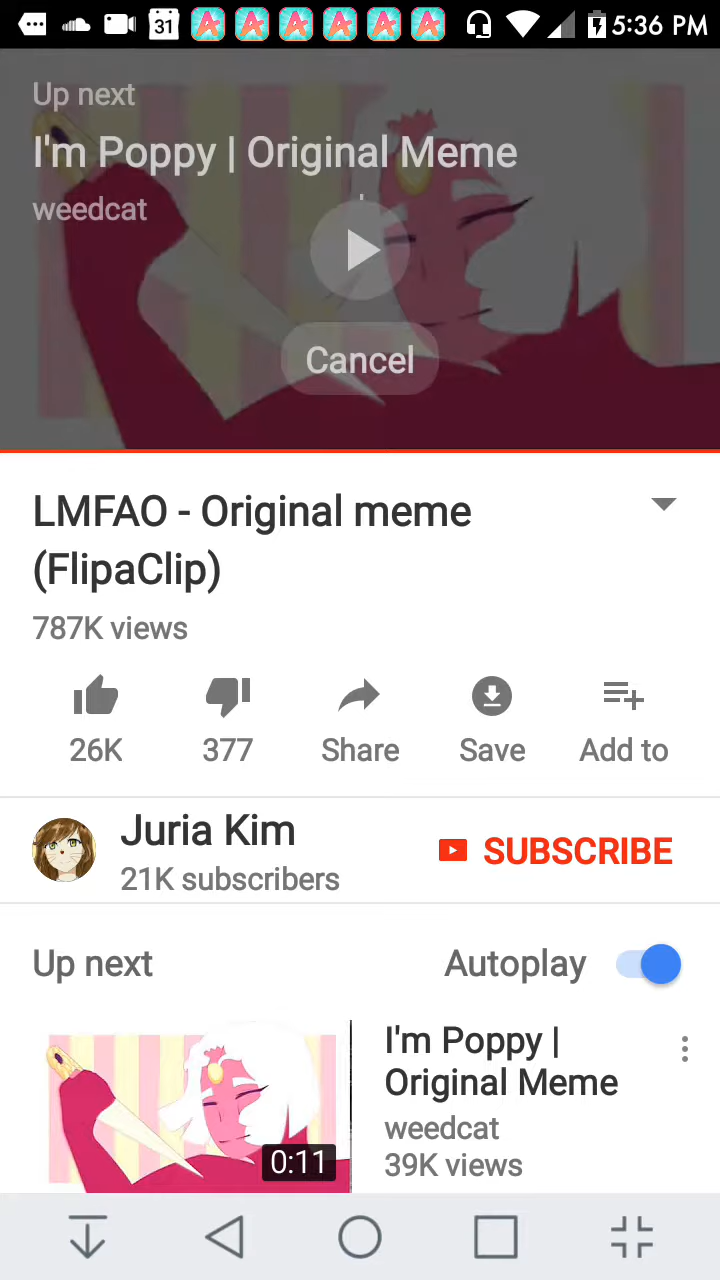 31 5:36 PM
Up next
I'm Poppy | Original Meme
weedcat
Cancel
LMFAO - Original meme
(FlipaClip)
787K views
26K 377 Share Save Add to
Juria Kim
21K subscribers
SUBSCRIBE
Up next Autoplay
0:11
I'm Poppy |
Original Meme
weedcat
39K views